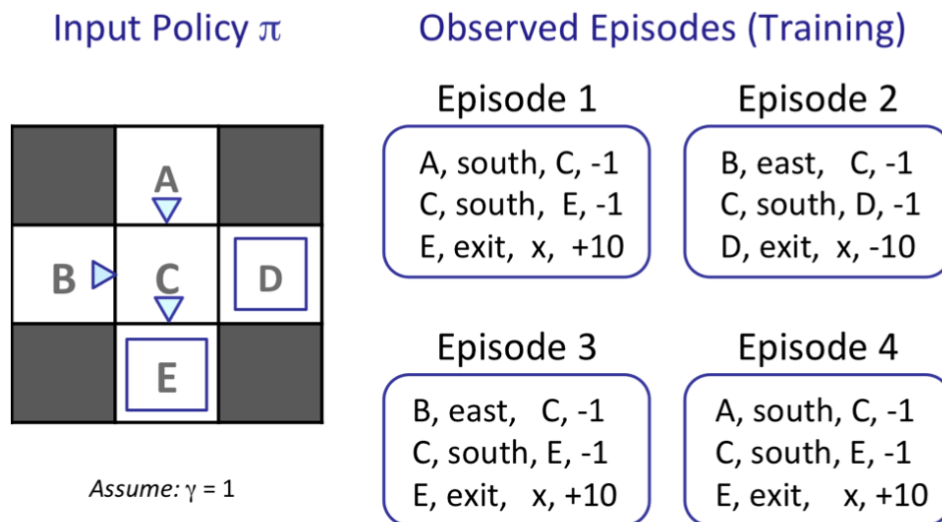 Input Policy π
Observed Episodes (Training)
A
B
C
D
E
Assume: γ = 1
Episode 1
A, south, C, -1
C, south, E, -1
E, exit, x, +10
Episode 2
B, east, C, -1
C, south, D, -1
D, exit, x, -10
Episode 3
B, east, C, -1
C, south, E, -1
E, exit, x, +10
Episode 4
A, south, C, -1
C, south, E, -1
E, exit, x, +10